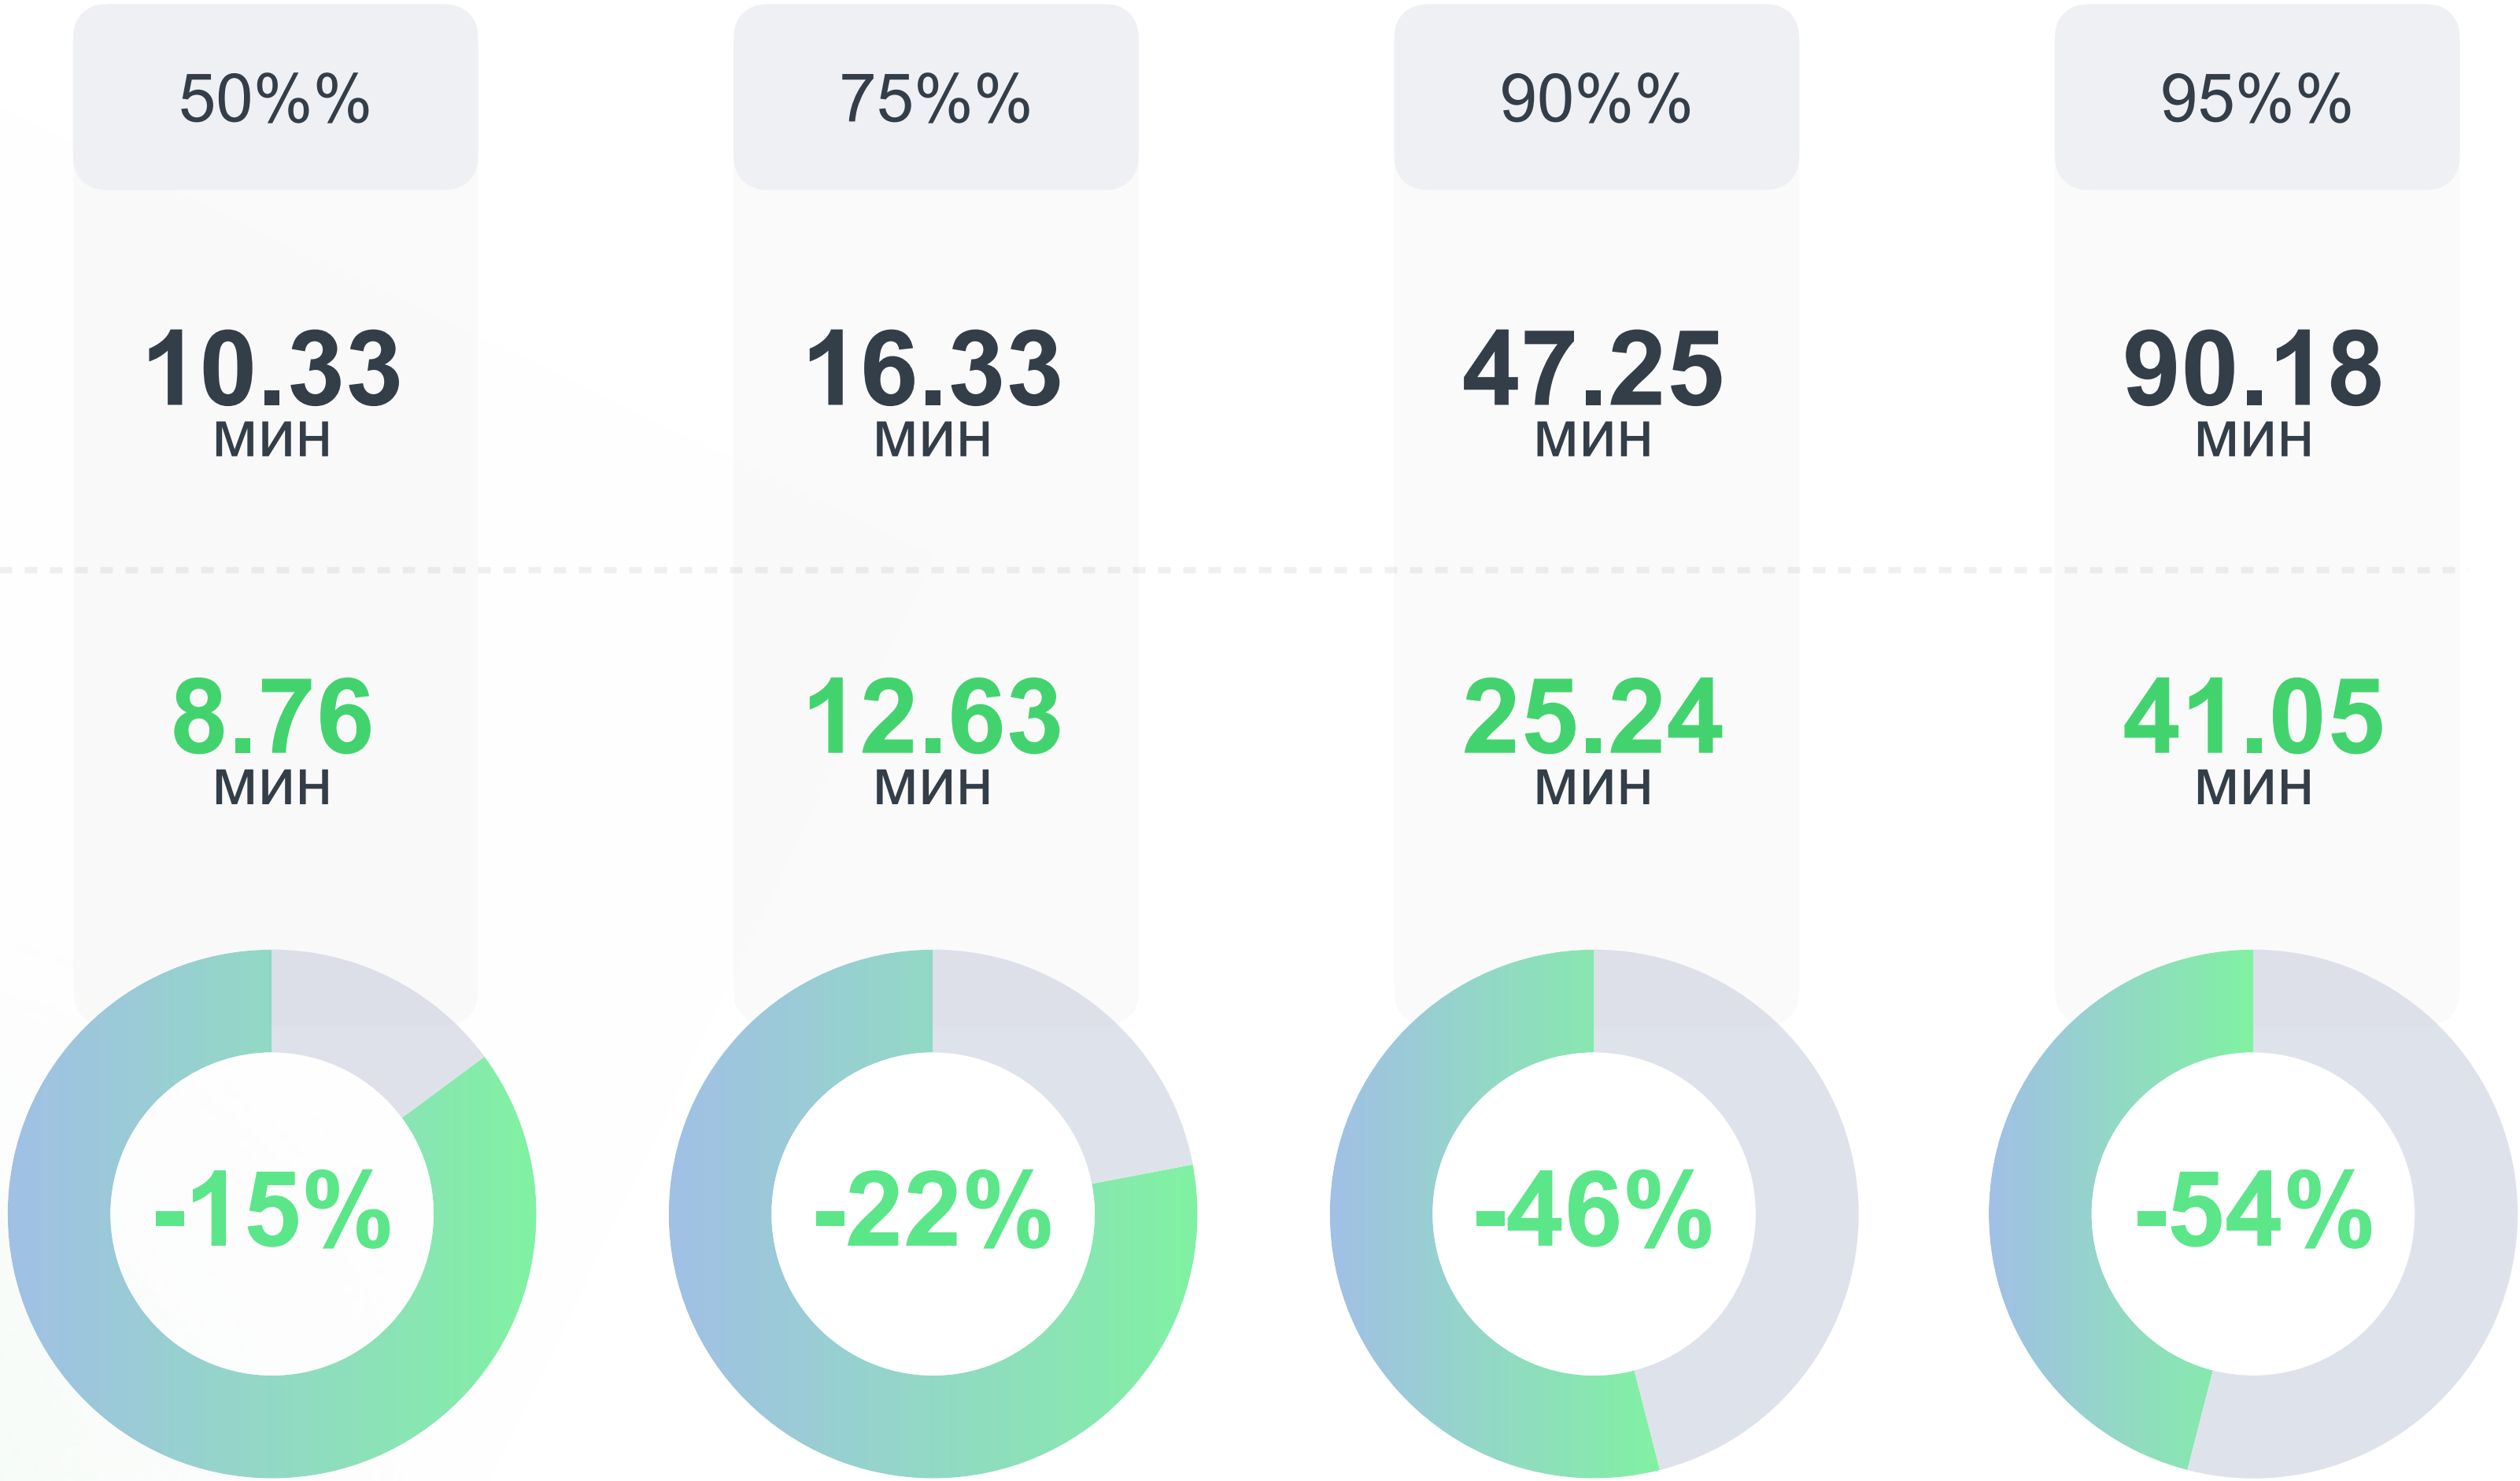 50%% 75%% 90%% 95%%
10.33 16.33 47.25 90.18
мин мин мин мин
8.76 12.63 25.24 41.05
мин мин мин мин
-15% -22% -46% -54%